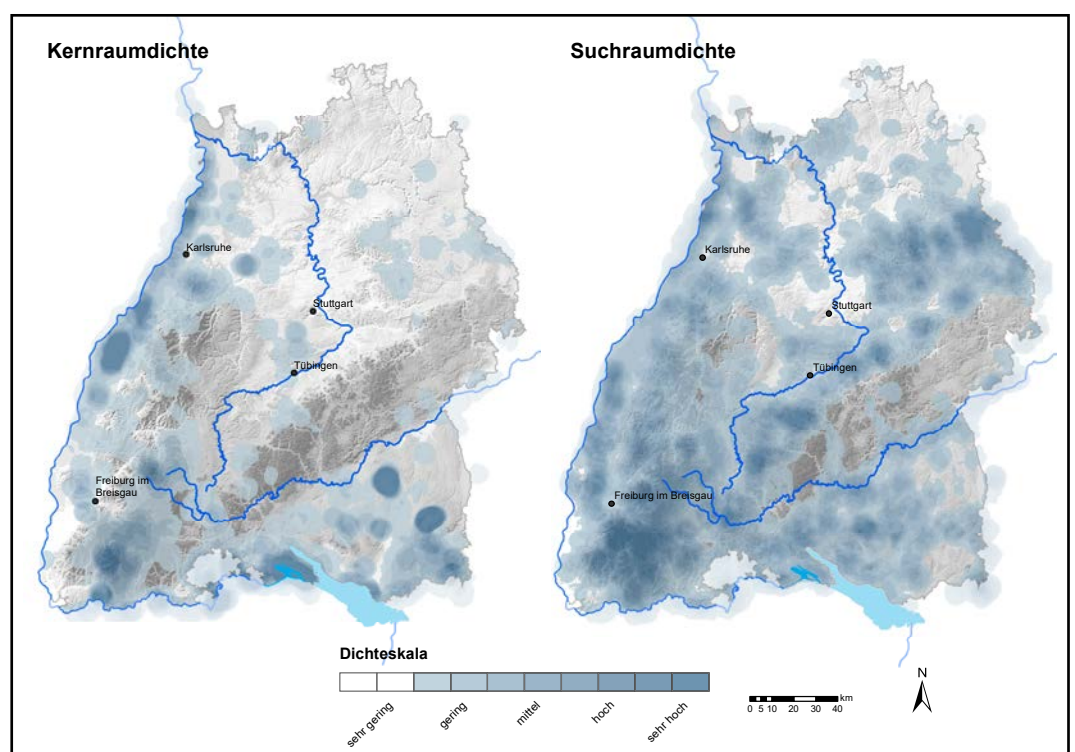 Kernraumdichte
Suchraumdichte
Karlsruhe
Stuttgart
Tübingen
Freiburg im
Breisgau
Karlsruhe
Stuttgart
Tübingen
Freiburg im Breisgau
Dichteskala
sehr gering
gering
mittel
hoch
sehr hoch
km
0 5 10 20 30 40
N